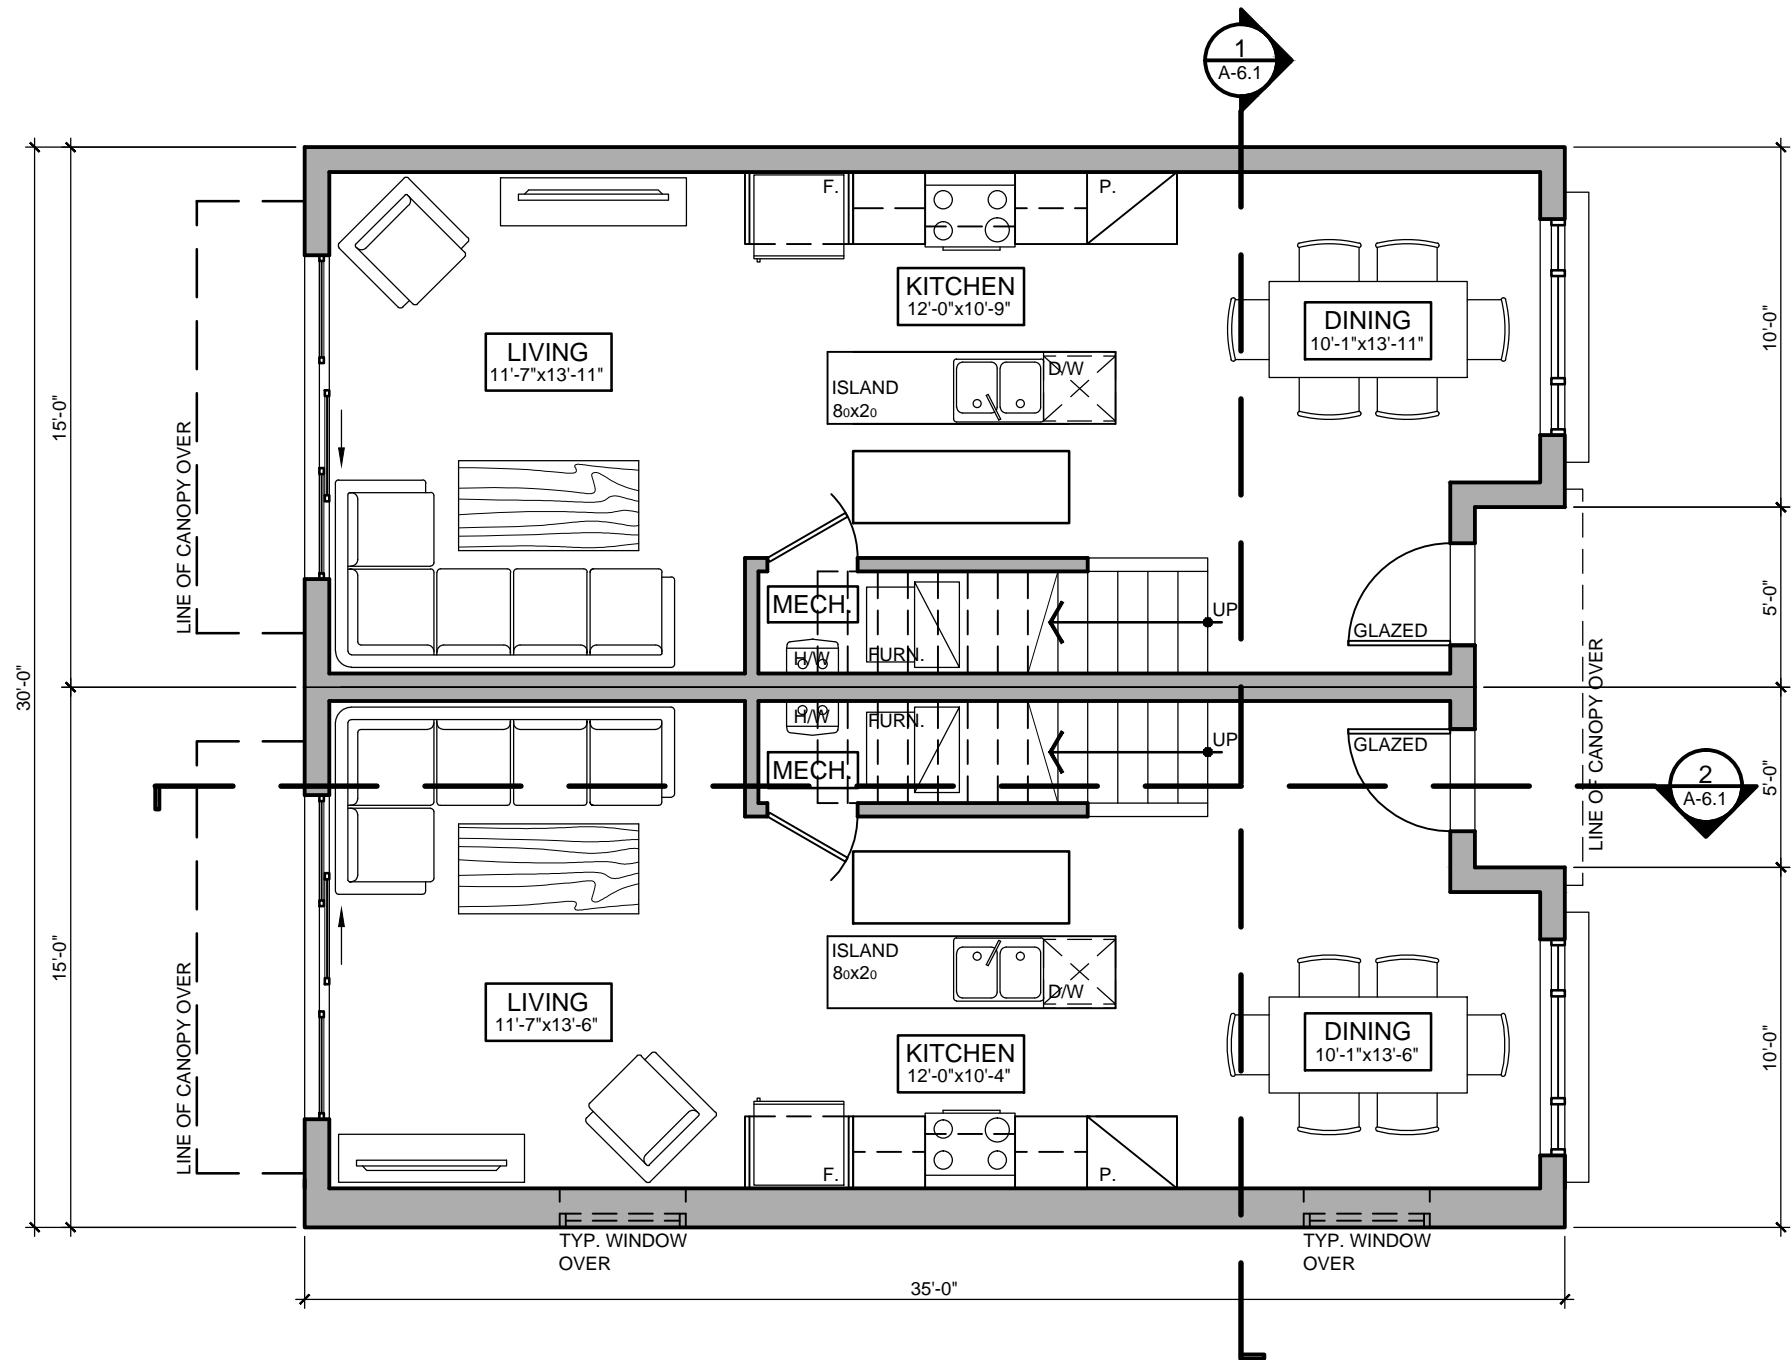 1
A-6.1
F.
P.
KITCHEN
12'-0"x10'-9"
DINING
10'-1"x13'-11"
LIVING
11'-7"x13'-11"
D/W
ISLAND
80x20
15'-0"
10'-0"
LINE OF CANOPY OVER
MECH.
UP
5'-0"
GLAZED
H/W
FURN.
30'-0"
LINE OF CANOPY OVER
H/W
FURN.
UP
GLAZED
MECH.
2
A-6.1
5'-0"
ISLAND
80x20
D/W
15'-0"
LINE OF CANOPY OVER
LIVING
11'-7"x13'-6"
DINING
10'-1"x13'-6"
10'-0"
KITCHEN
12'-0"x10'-4"
F.
P.
TYP. WINDOW
OVER
TYP. WINDOW
OVER
35'-0"